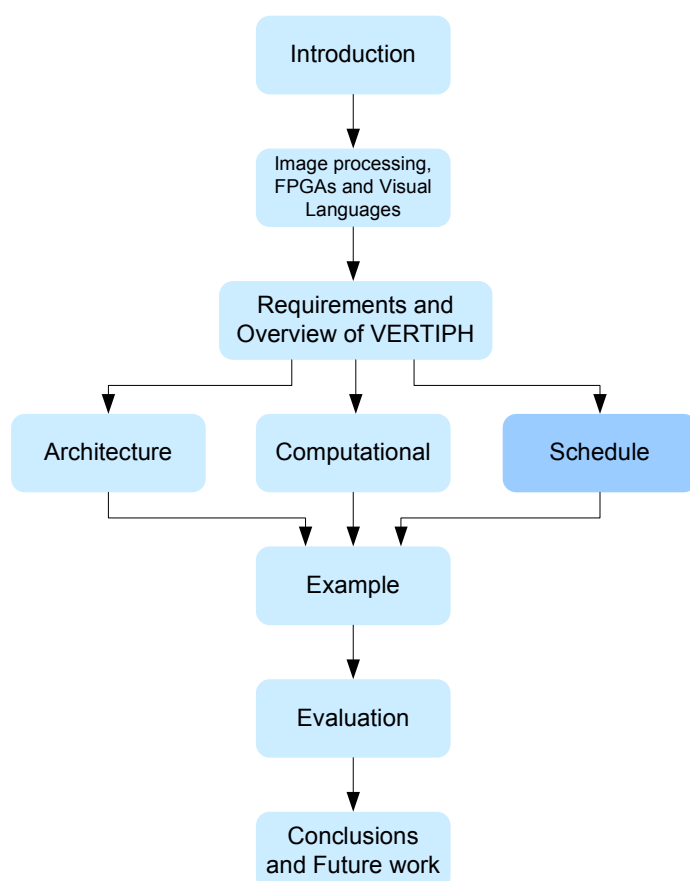 Introduction
Image processing,
FPGAs and Visual
Languages
Requirements and
Overview of VERTIPH
Architecture
Computational
Schedule
Example
Evaluation
Conclusions
and Future work